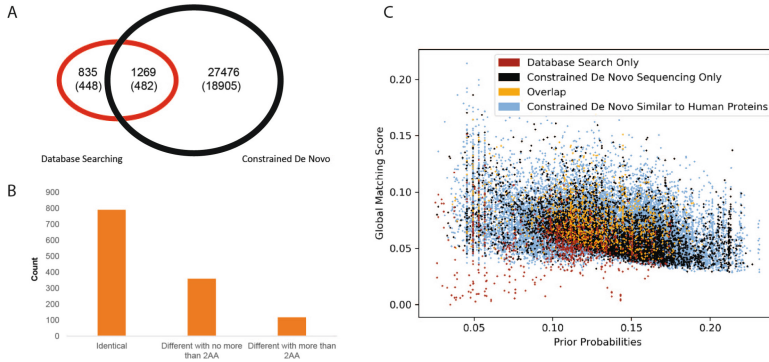 A
835
(448)
1269
(482)
27476
(18905)
Database Searching
Constrained De Novo
B
900
800
700
600
500
400
300
200
100
0
Count
Identical
Different with no more
than 2AA
Different with more than
2AA
C
Database Search Only
Constrained De Novo Sequencing Only
Overlap
Constrained De Novo Similar to Human Proteins
Global Matching Score
0.20
0.15
0.10
0.05
0.00
0.05
0.10
0.15
0.20
Prior Probabilities